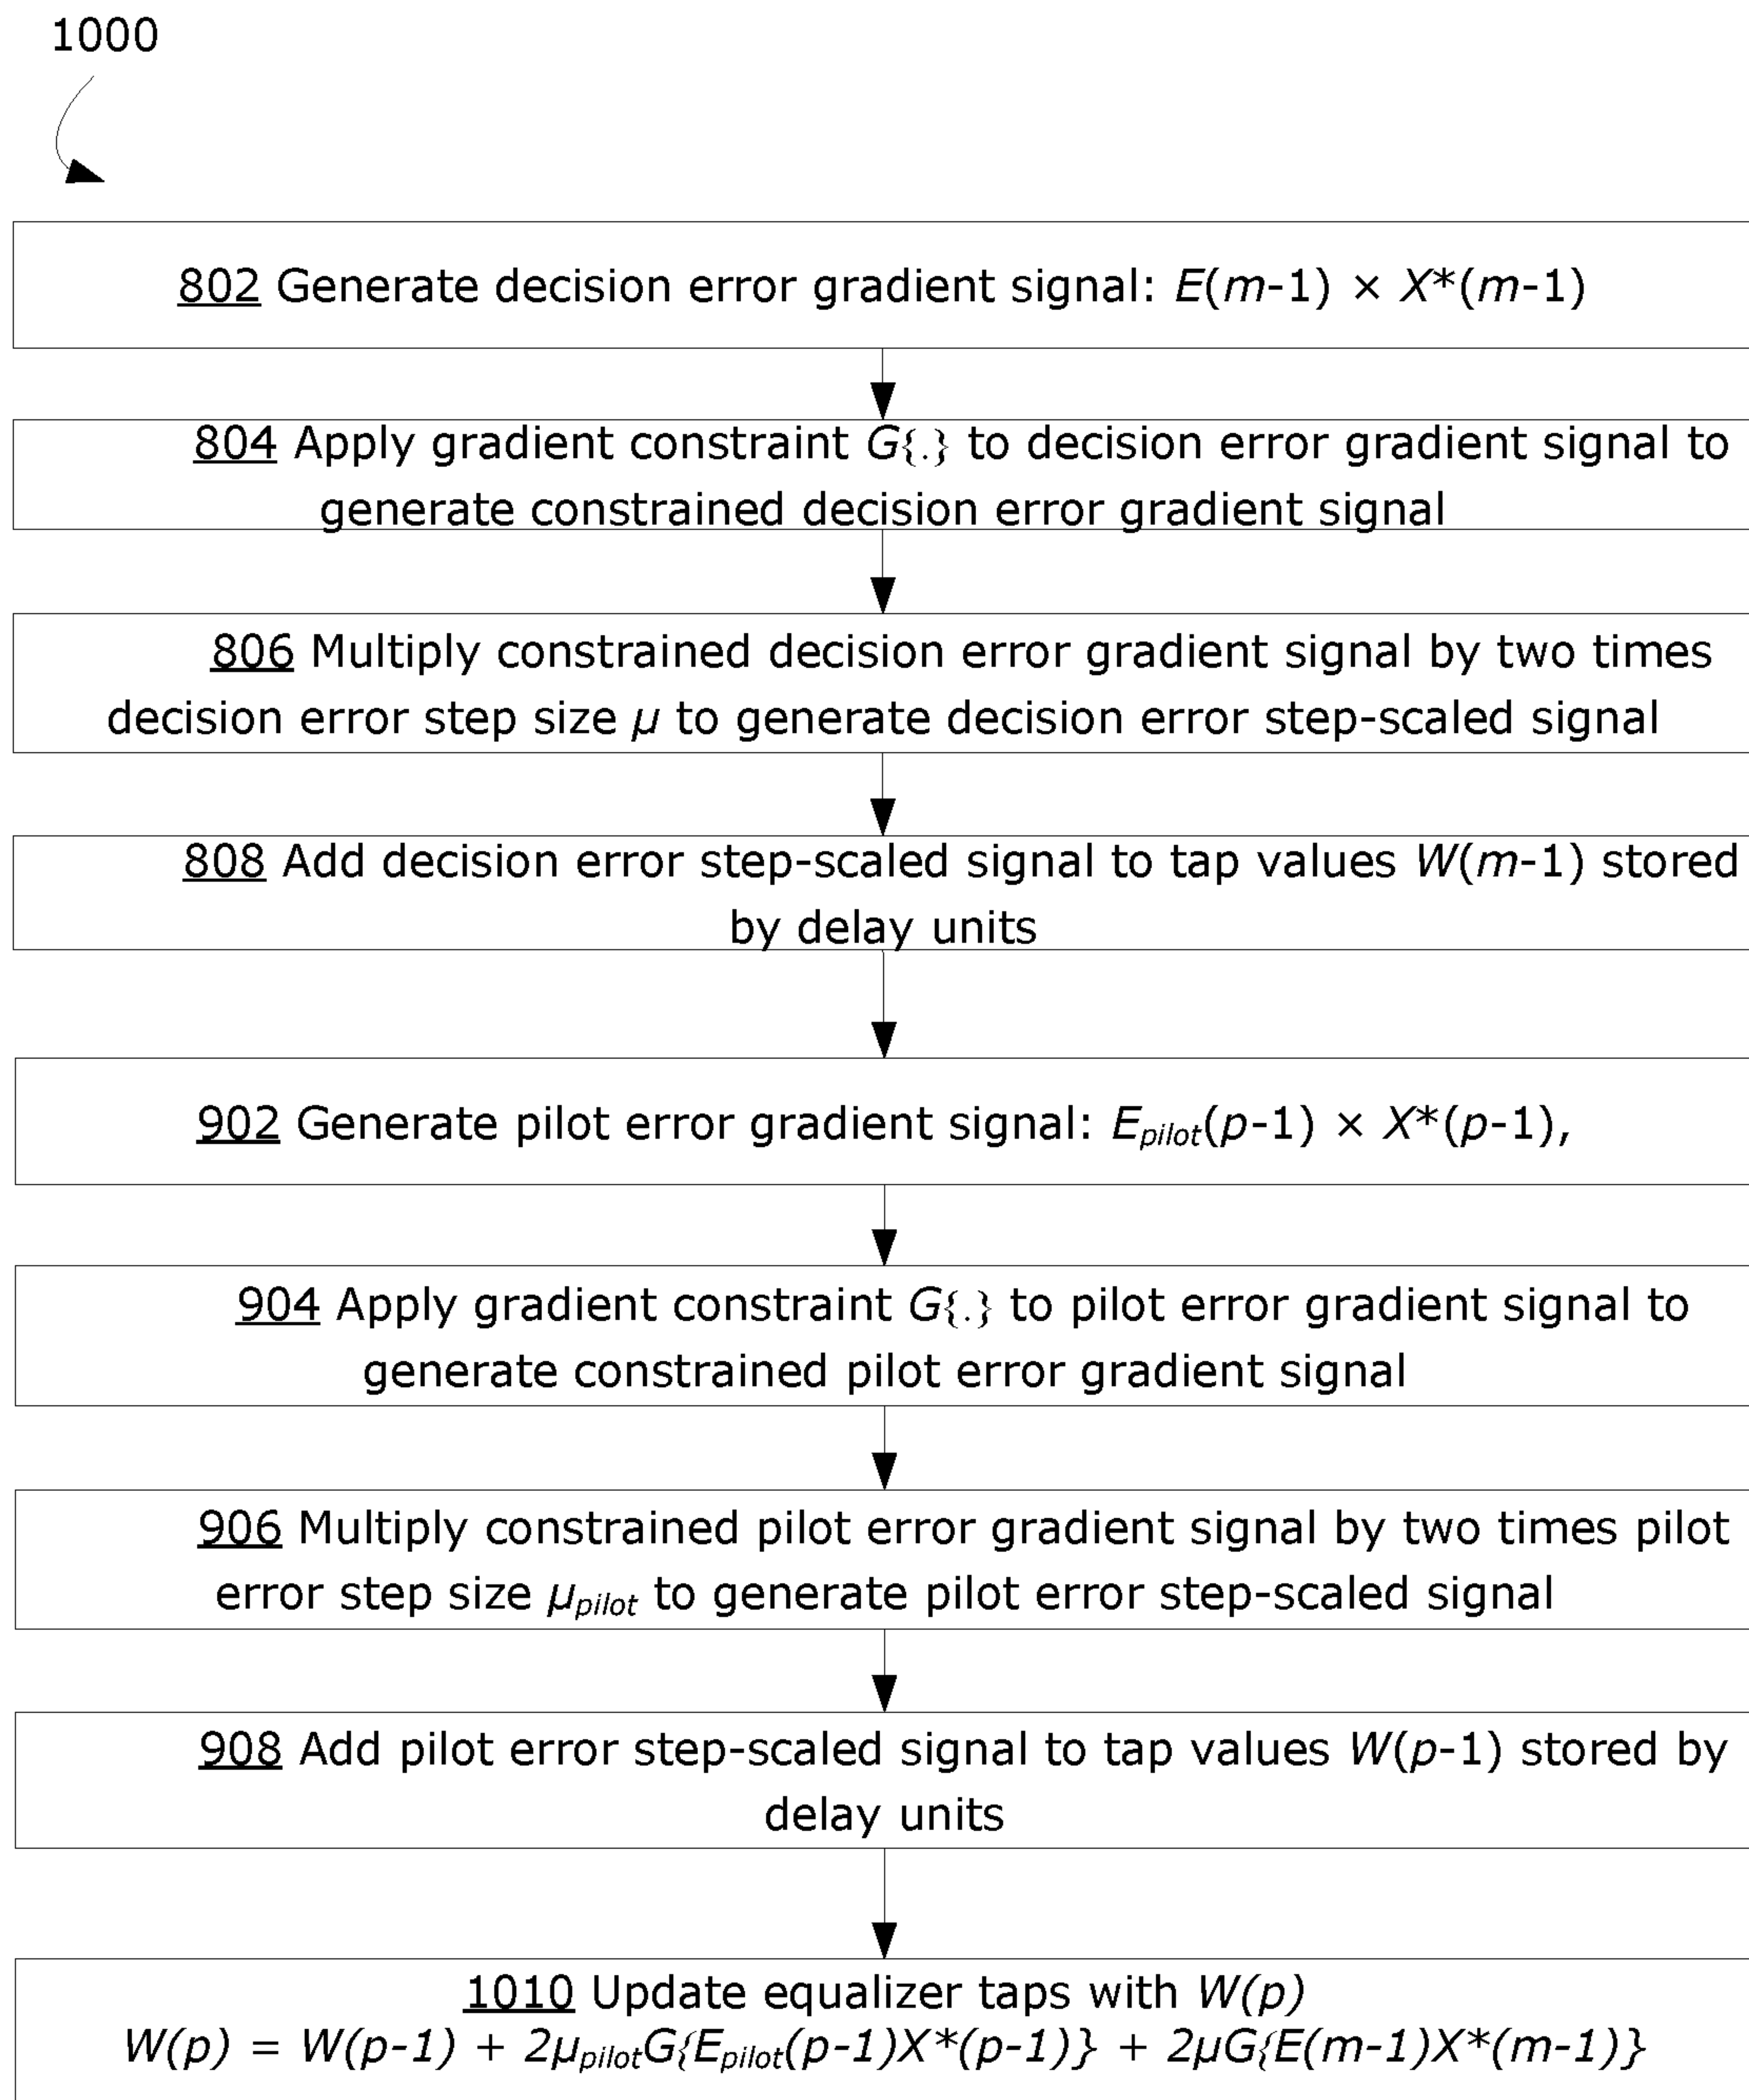 1000
802 Generate decision error gradient signal: E(m-1) × X*(m-1)
804 Apply gradient constraint G{.} to decision error gradient signal to
generate constrained decision error gradient signal
806 Multiply constrained decision error gradient signal by two times
decision error step size μ to generate decision error step-scaled signal
808 Add decision error step-scaled signal to tap values W(m-1) stored
by delay units
902 Generate pilot error gradient signal: E_pilot(p-1) × X*(p-1),
904 Apply gradient constraint G{.} to pilot error gradient signal to
generate constrained pilot error gradient signal
906 Multiply constrained pilot error gradient signal by two times pilot
error step size μ_pilot to generate pilot error step-scaled signal
908 Add pilot error step-scaled signal to tap values W(p-1) stored by
delay units
1010 Update equalizer taps with W(p)
W(p) = W(p-1) + 2μ_pilotG{E_pilot(p-1)X*(p-1)} + 2μG{E(m-1)X*(m-1)}